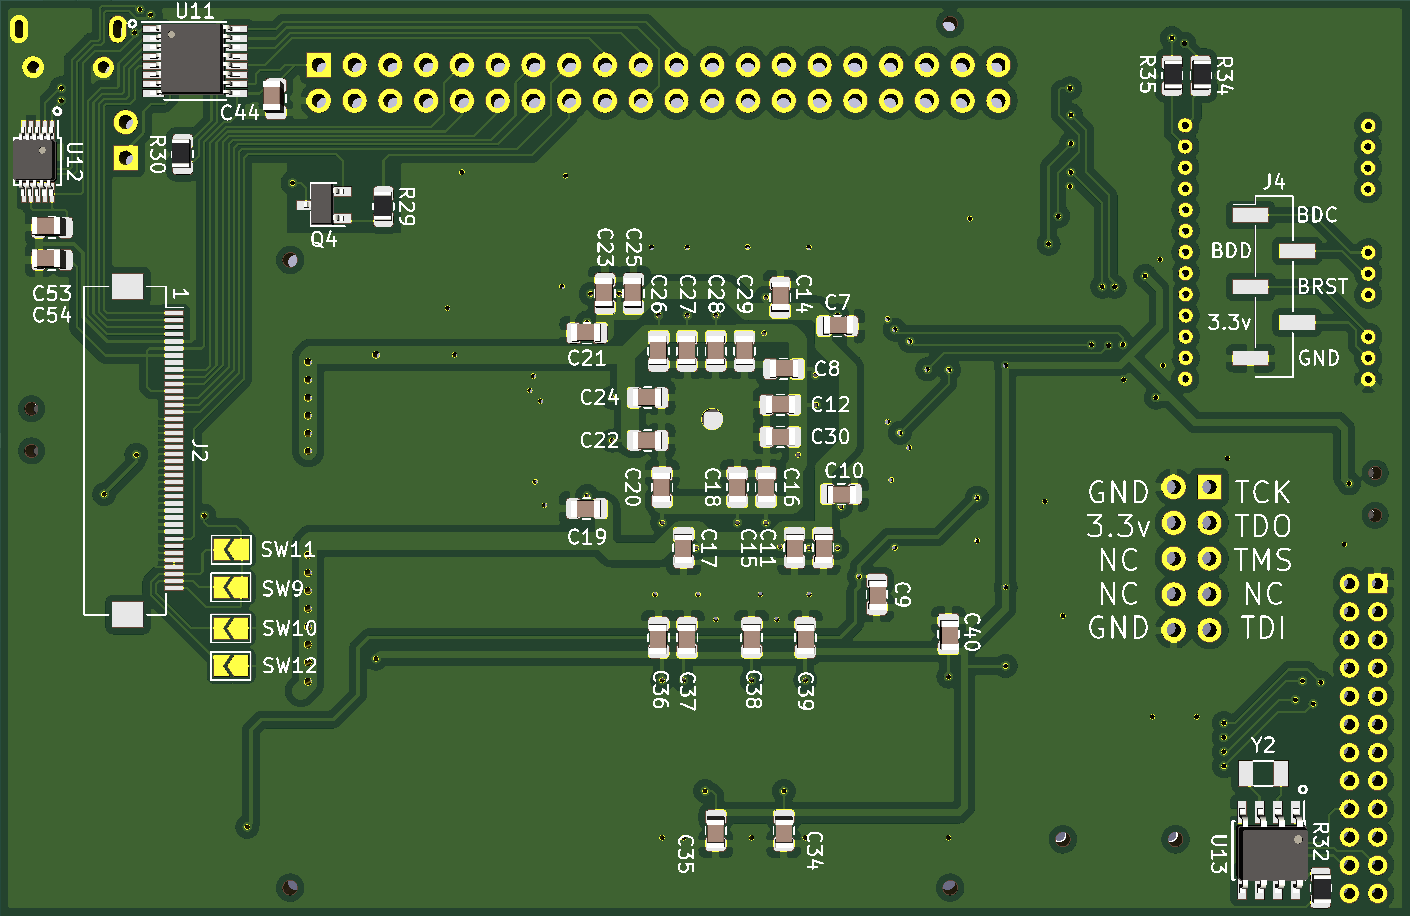 U11
C44
U12
R30
R29
Q4
C53
C54
1
J2
SW11
SW9
SW10
SW12
C23
C25
C26
C27
C28
C29
C14
C7
C21
C8
C24
C12
C22
C30
C20
C18
C16
C10
C19
C17
C15
C11
C9
C40
C36
C37
C38
C39
C35
C34
R35
R34
J4
BDC
BDD
BRST
3.3v
GND
GND TCK
3.3v TDO
NC TMS
NC NC
GND TDI
Y2
U13
R32